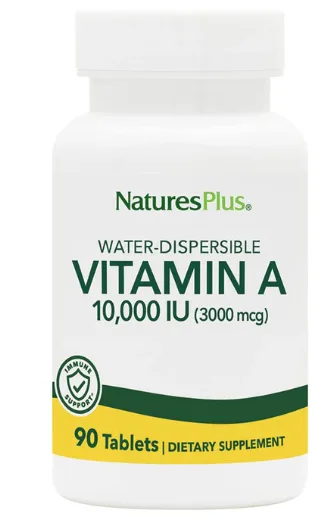 NaturesPlus®
WATER-DISPERSIBLE
VITAMIN A
10,000 IU (3000 mcg)
IMMUNE
SUPPORT*
90 Tablets | DIETARY SUPPLEMENT